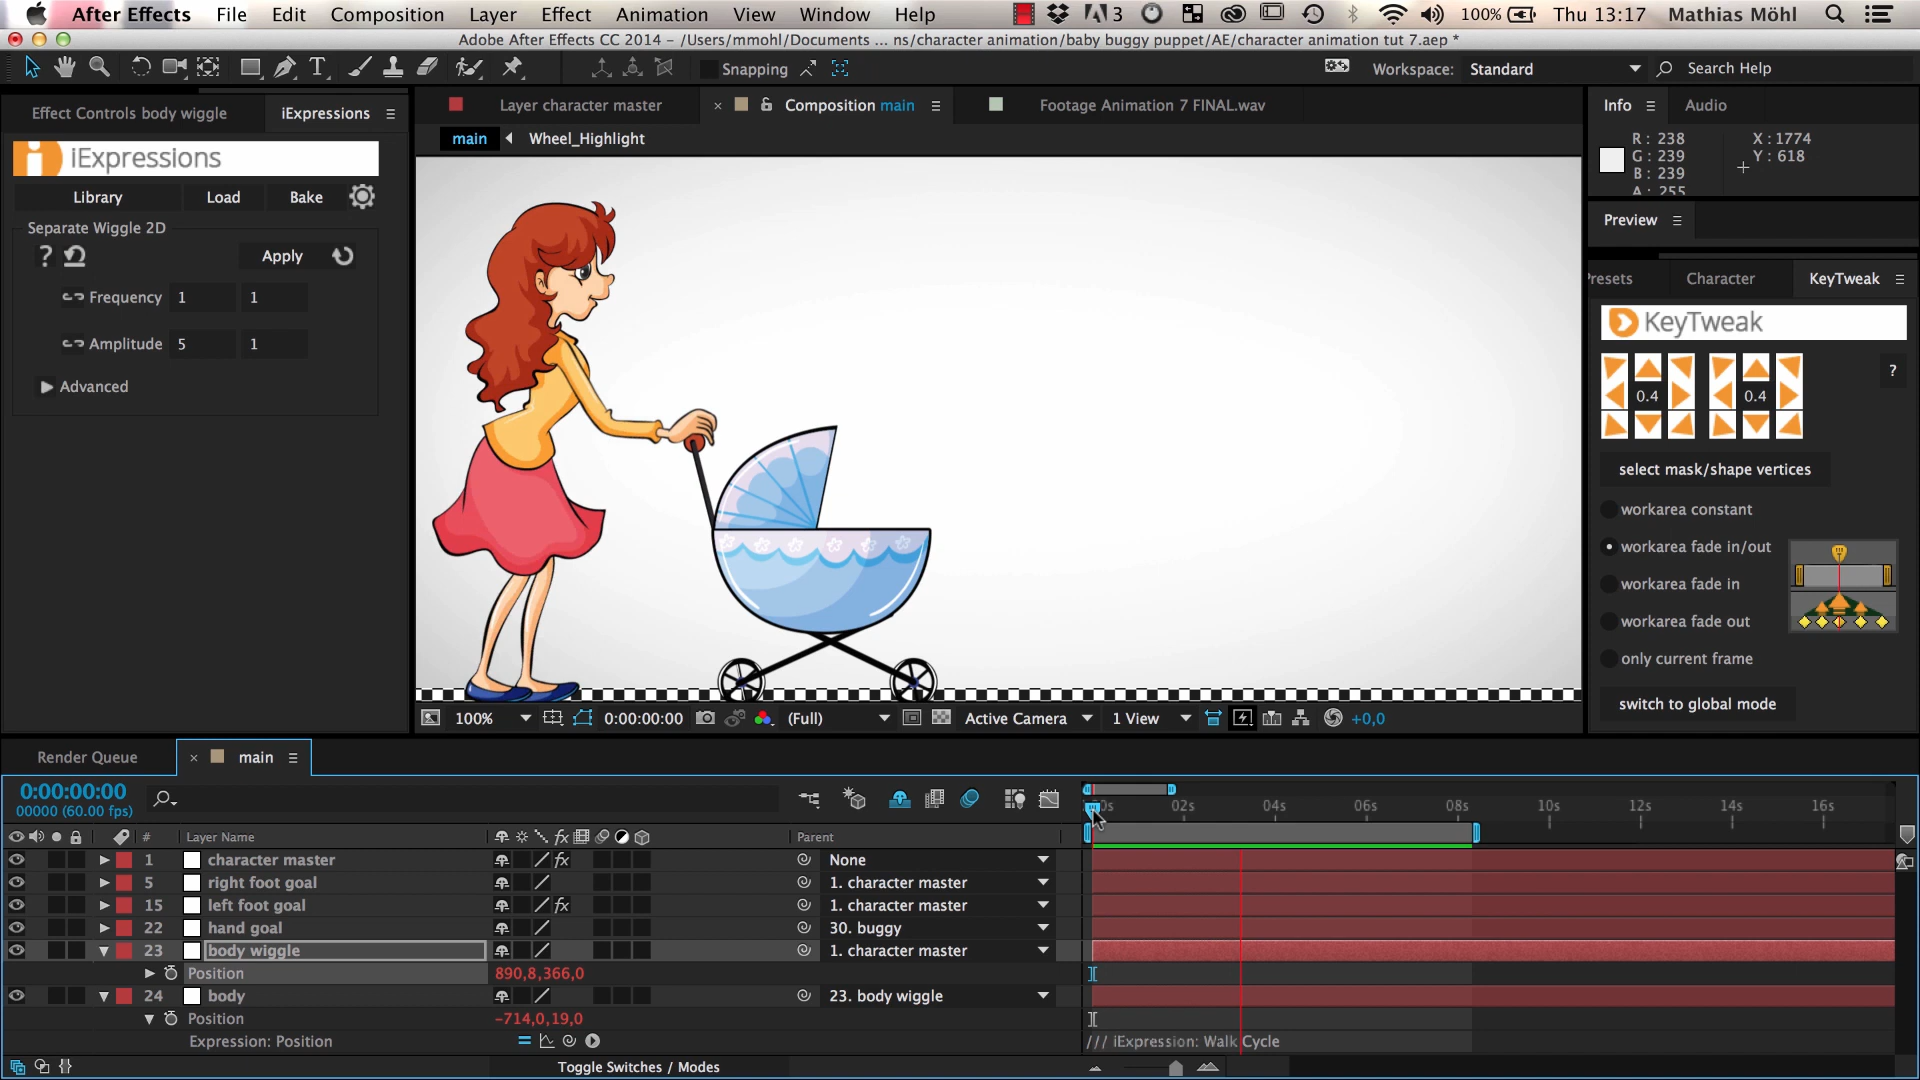 After Effects File Edit Composition Layer Effect Animation View Window Help 3 100% Thu 13:17 Mathias Möhl
Adobe After Effects CC 2014 - /Users/mmohl/Documents ... ns/character animation/baby buggy puppet/AE/character animation tut 7.aep *
Snapping Workspace: Standard Search Help
Effect Controls body wiggle iExpressions
iExpressions
Library Load Bake
Separate Wiggle 2D
? Apply
Frequency 1 1
Amplitude 5 1
Advanced
Layer character master × Composition main Footage Animation 7 FINAL.wav
main Wheel_Highlight
100% 0:00:00:00 (Full) Active Camera 1 View +0,0
Info Audio
R: 238 X: 1774
G: 239 Y: 618
B: 239
A: 255
Preview
Presets Character KeyTweak
KeyTweak
0.4 0.4 ?
select mask/shape vertices
workarea constant
workarea fade in/out
workarea fade in
workarea fade out
only current frame
switch to global mode
Render Queue × main
0:00:00:00
00000 (60.00 fps)
02s 04s 06s 08s 10s 12s 14s 16s
# Layer Name fx Parent
1 character master fx None
5 right foot goal 1. character master
15 left foot goal fx 1. character master
22 hand goal 30. buggy
23 body wiggle 1. character master
Position 890,8,366,0
24 body 23. body wiggle
Position -714,0,19,0
Expression: Position /// iExpression: Walk Cycle
Toggle Switches / Modes